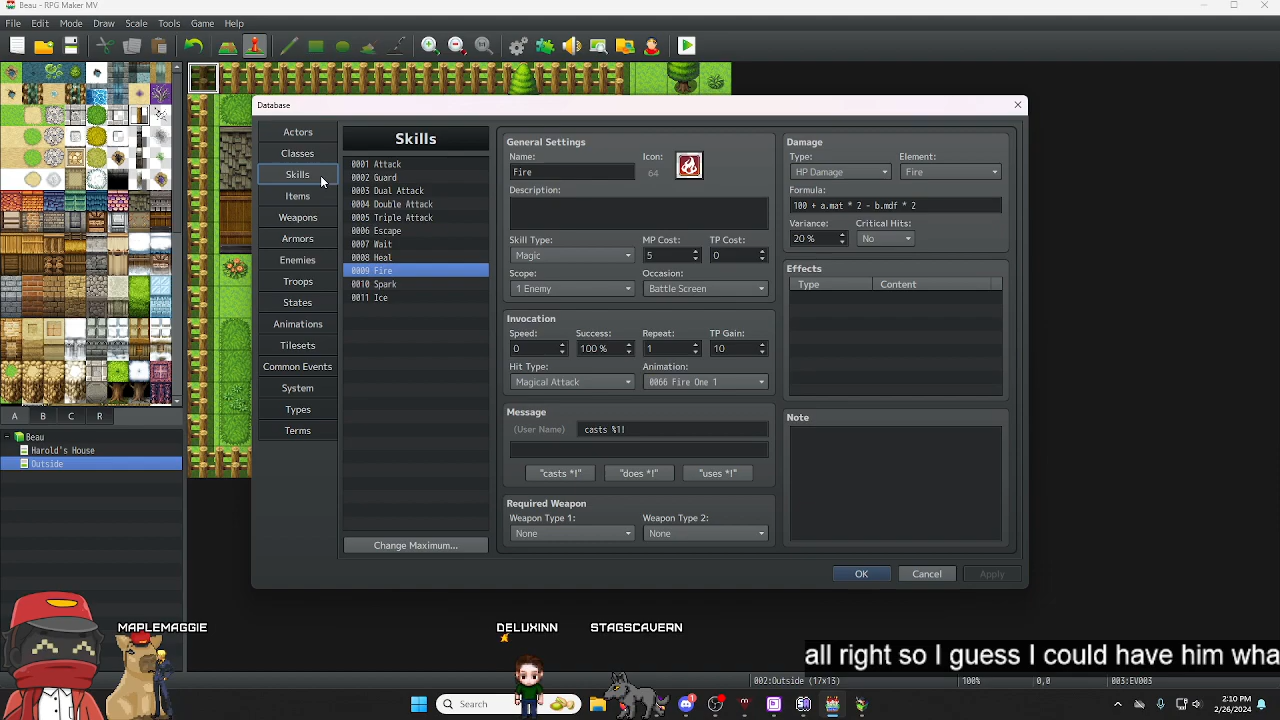 Beau - RPG Maker MV
File Edit Mode Draw Scale Tools Game Help
Database
Actors
Classes
Skills
Items
Weapons
Armors
Enemies
Troops
States
Animations
Tilesets
Common Events
System
Types
Terms
Skills
0001 Attack
0002 Guard
0003 Dual Attack
0004 Double Attack
0005 Triple Attack
0006 Escape
0007 Wait
0008 Heal
0009 Fire
0010 Spark
0011 Ice
Change Maximum...
General Settings
Name: Icon:
Fire 64
Description:
Skill Type: MP Cost: TP Cost:
Magic 5 0
Scope: Occasion:
1 Enemy Battle Screen
Invocation
Speed: Success: Repeat: TP Gain:
0 100 % 1 10
Hit Type: Animation:
Magical Attack 0066 Fire One 1
Message
(User Name) casts %1!
"casts *!" "does *!" "uses *!"
Required Weapon
Weapon Type 1: Weapon Type 2:
None None
Damage
Type: Element:
HP Damage Fire
Formula:
100 + a.mat * 2 - b.mdf * 2
Variance: Critical Hits:
20 % No
Effects
Type Content
Note
OK Cancel Apply
A B C R
Beau
Harold's House
Outside
MAPLEMAGGIE DELUXINN STAGSCAVERN
all right so I guess I could have him wha
002:Outside (17x13) 100% 0,0 003:EV003
Search
2:10 PM
2/26/2024